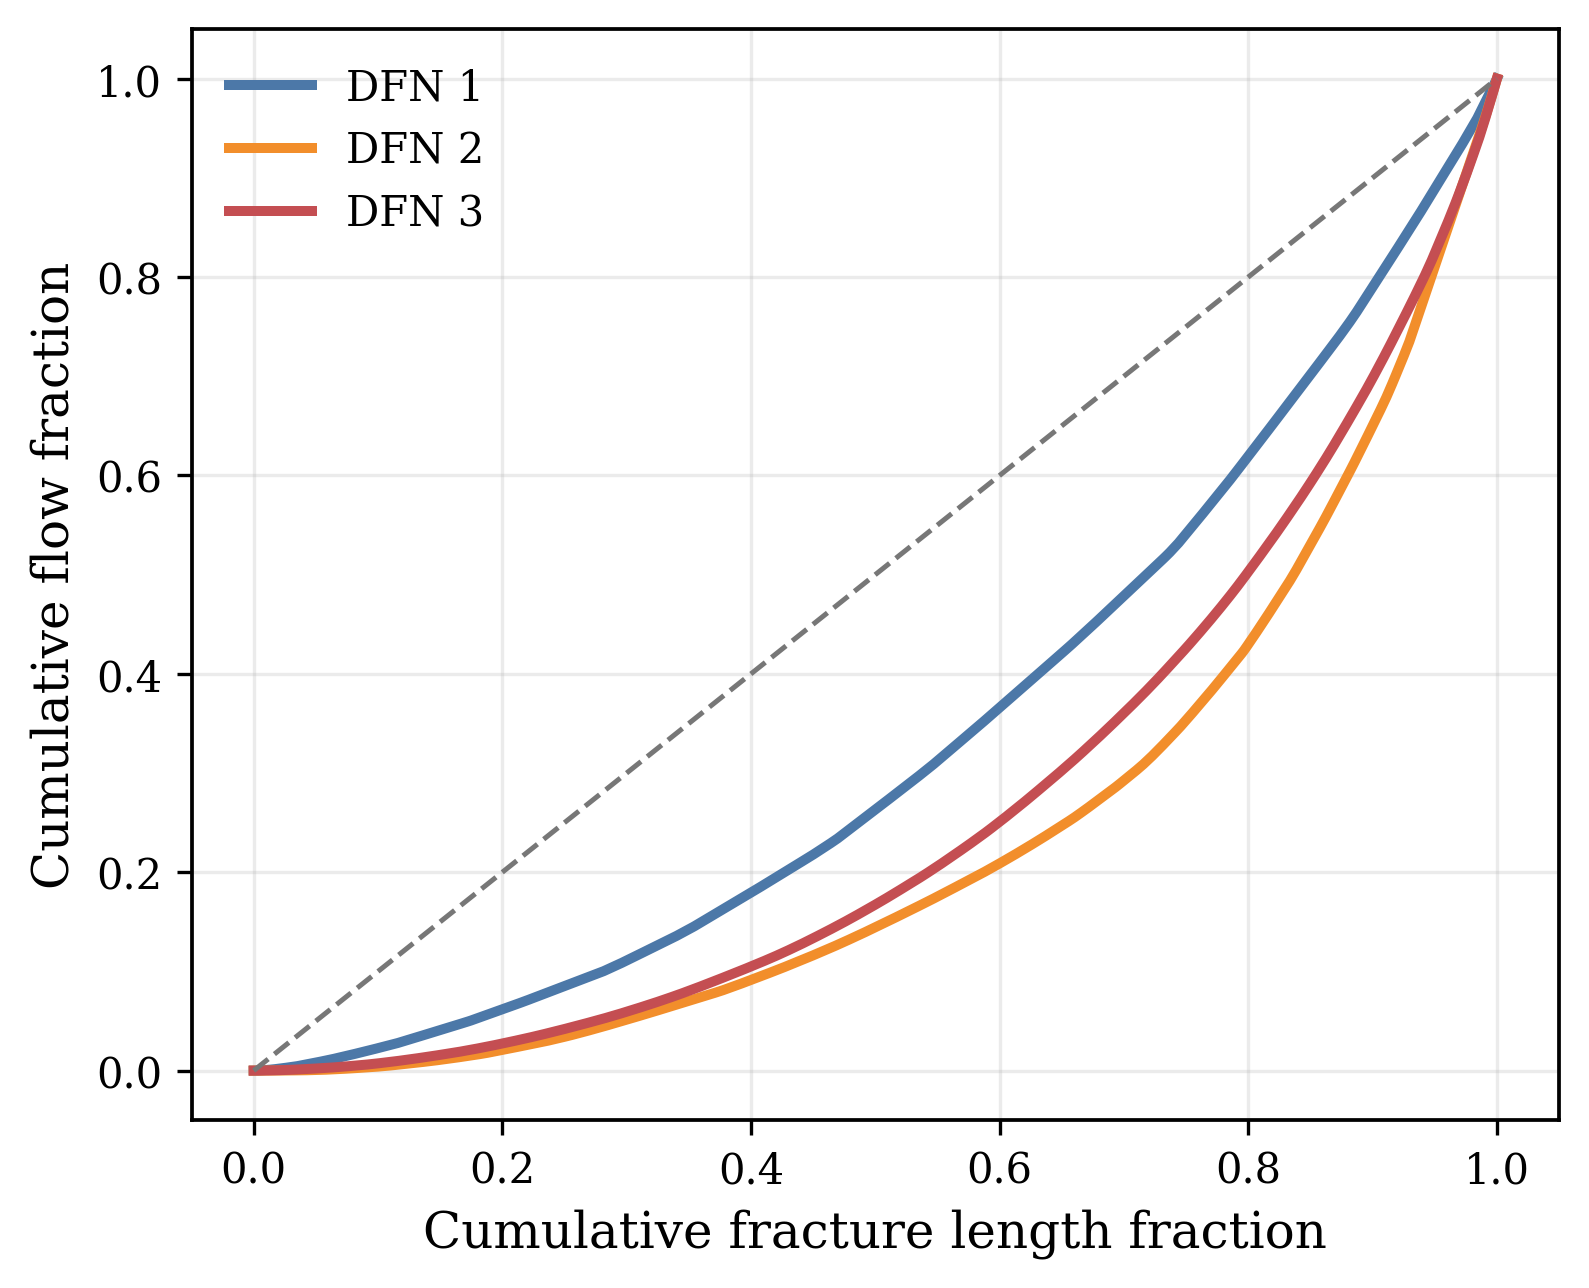 DFN 1
DFN 2
DFN 3
1.0
0.8
0.6
0.4
0.2
0.0
Cumulative flow fraction
0.0 0.2 0.4 0.6 0.8 1.0
Cumulative fracture length fraction